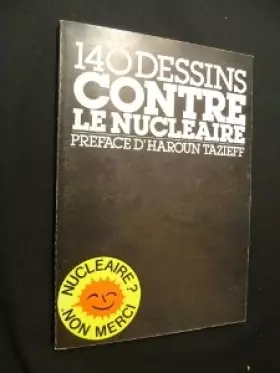 140 DESSINS
CONTRE
LE NUCLEAIRE
PREFACE D'HAROUN TAZIEFF
NUCLEAIRE?
NON MERCI